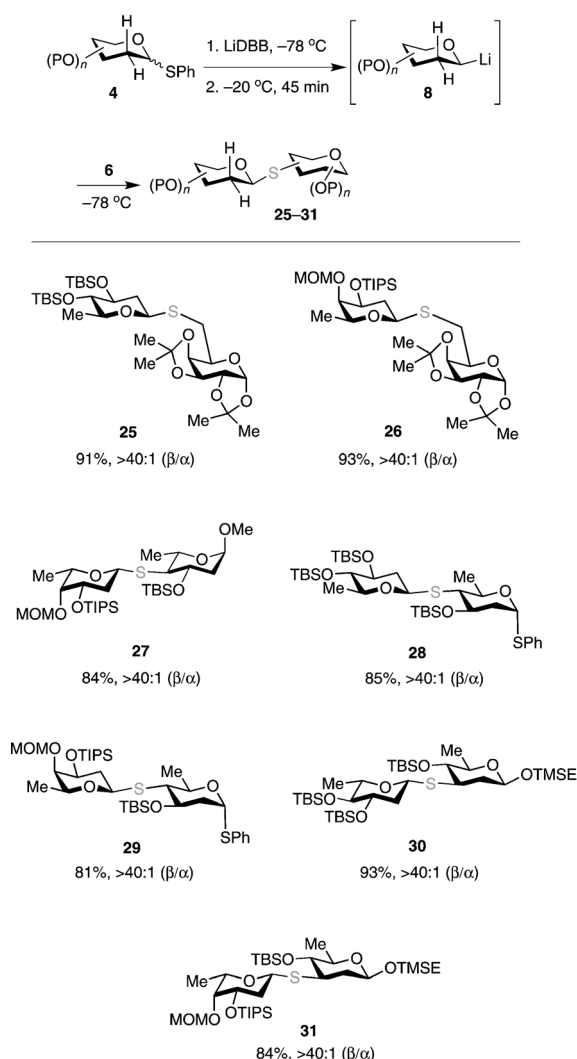 H
O
(PO)n
H
SPh
4
1. LiDBB, –78 ºC
2. –20 ºC, 45 min
H
O
Li
(PO)n
H
8
6
–78 ºC
H
O
S
O
(PO)n
H
(OP)n
25–31
TBSO
TBSO
Me
O
S
O
Me
Me
O
O
O
O
Me
Me
25
91%, >40:1 (β/α)
MOMO
OTIPS
Me
O
S
O
Me
Me
O
O
O
O
Me
Me
26
93%, >40:1 (β/α)
OMe
Me
O
Me
O
S
TBSO
OTIPS
MOMO
27
84%, >40:1 (β/α)
TBSO
TBSO
Me
O
S
Me
O
TBSO
SPh
28
85%, >40:1 (β/α)
MOMO
OTIPS
Me
O
S
Me
O
TBSO
SPh
29
81%, >40:1 (β/α)
Me
TBSO
O
OTMSE
Me
O
S
TBSO
TBSO
30
93%, >40:1 (β/α)
Me
TBSO
O
OTMSE
Me
O
S
OTIPS
MOMO
31
84%, >40:1 (β/α)